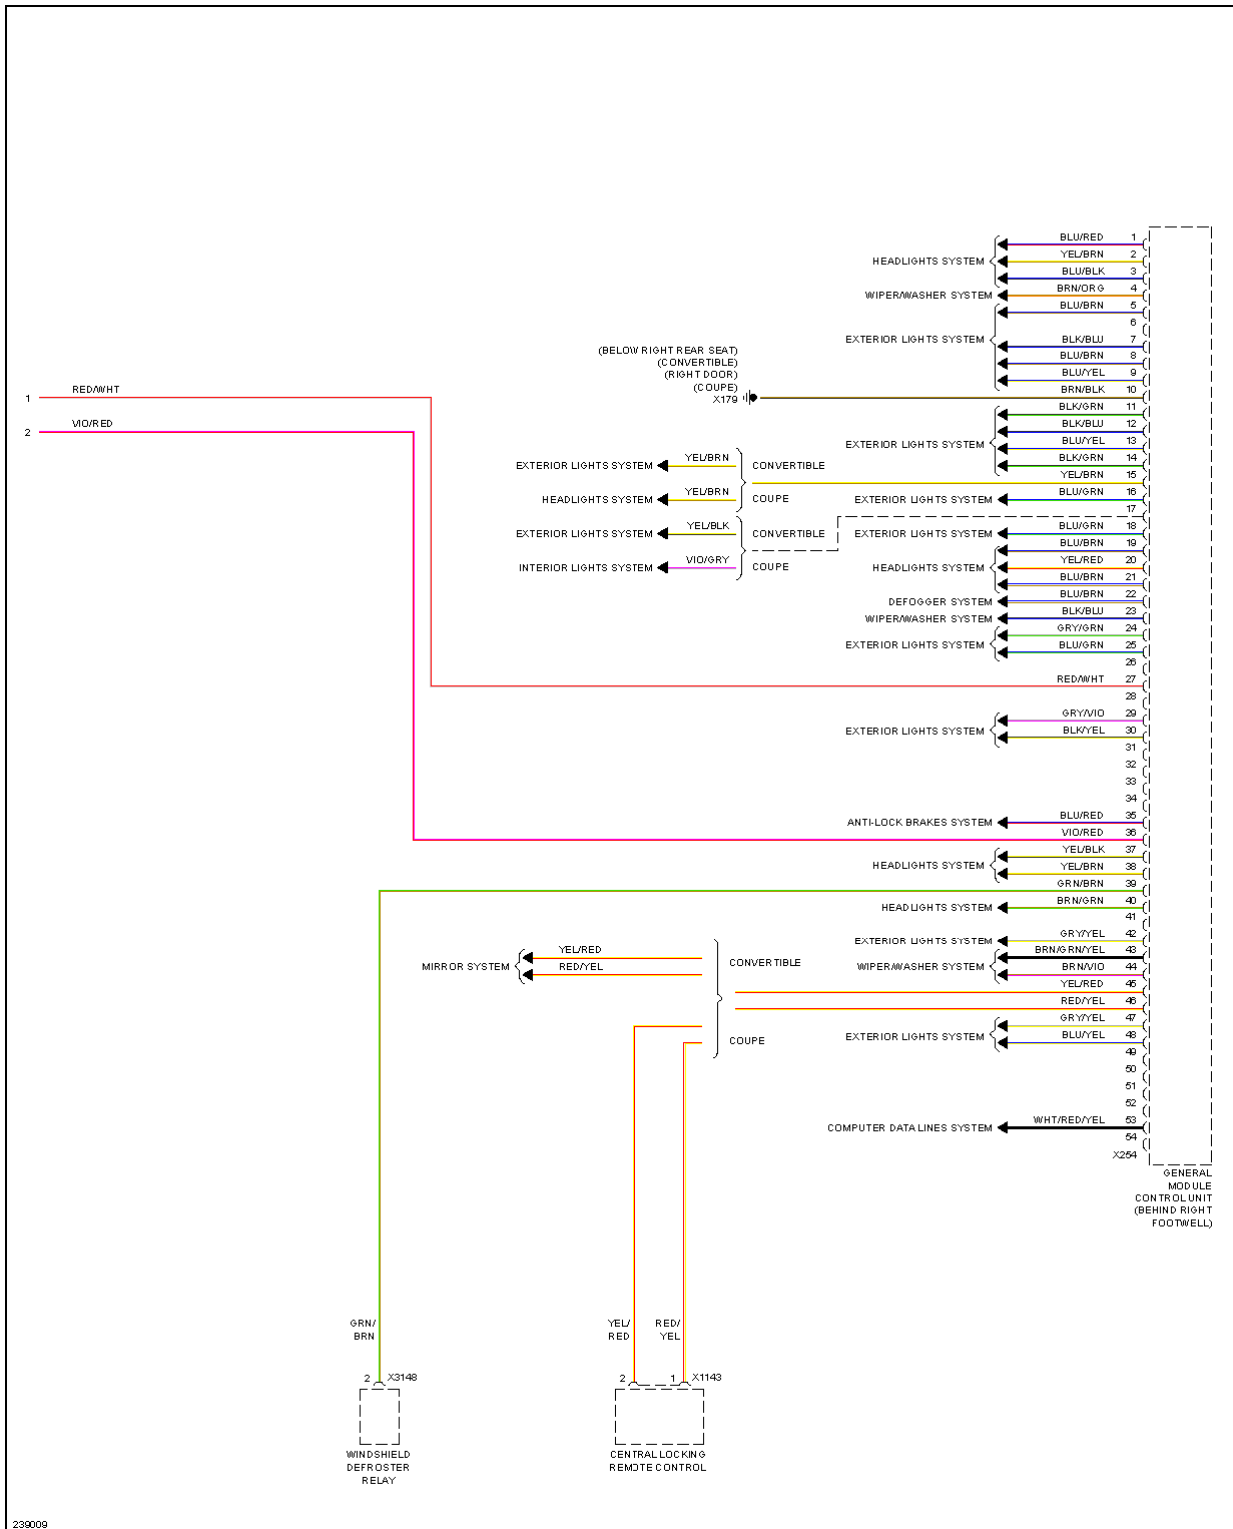 BLU/RED 1
HEADLIGHTS SYSTEM YEL/BRN 2
BLU/BLK 3
WIPER/WASHER SYSTEM BRN/ORG 4
BLU/BRN 5
6
EXTERIOR LIGHTS SYSTEM BLK/BLU 7
(BELOW RIGHT REAR SEAT)
(CONVERTIBLE) BLU/BRN 8
(RIGHT DOOR) BLU/YEL 9
(COUPE) BRN/BLK 10
X179
1 RED/WHT
BLK/GRN 11
2 VIO/RED BLK/BLU 12
EXTERIOR LIGHTS SYSTEM BLU/YEL 13
BLK/GRN 14
EXTERIOR LIGHTS SYSTEM YEL/BRN CONVERTIBLE
YEL/BRN 15
HEADLIGHTS SYSTEM YEL/BRN COUPE EXTERIOR LIGHTS SYSTEM BLU/GRN 16
17
EXTERIOR LIGHTS SYSTEM YEL/BLK CONVERTIBLE EXTERIOR LIGHTS SYSTEM BLU/GRN 18
BLU/BRN 19
INTERIOR LIGHTS SYSTEM VIO/GRY COUPE HEADLIGHTS SYSTEM YEL/RED 20
BLU/BRN 21
DEFOGGER SYSTEM BLU/BRN 22
WIPER/WASHER SYSTEM BLK/BLU 23
GRY/GRN 24
EXTERIOR LIGHTS SYSTEM BLU/GRN 25
26
RED/WHT 27
28
GRY/VIO 29
EXTERIOR LIGHTS SYSTEM BLK/YEL 30
31
32
33
34
ANTI-LOCK BRAKES SYSTEM BLU/RED 35
VIO/RED 36
YEL/BLK 37
HEADLIGHTS SYSTEM YEL/BRN 38
GRN/BRN 39
HEADLIGHTS SYSTEM BRN/GRN 40
41
EXTERIOR LIGHTS SYSTEM GRY/YEL 42
YEL/RED BRN/GRN/YEL 43
MIRROR SYSTEM RED/YEL CONVERTIBLE WIPER/WASHER SYSTEM BRN/VIO 44
YEL/RED 45
RED/YEL 46
GRY/YEL 47
COUPE EXTERIOR LIGHTS SYSTEM BLU/YEL 48
49
50
51
52
COMPUTER DATA LINES SYSTEM WHT/RED/YEL 53
54
X254
GENERAL
MODULE
CONTROL UNIT
(BEHIND RIGHT
FOOTWELL)
GRN/
BRN
YEL/
RED
RED/
YEL
2 X3148
2 1 X1143
WINDSHIELD
DEFROSTER
RELAY
CENTRAL LOCKING
REMOTE CONTROL
239009